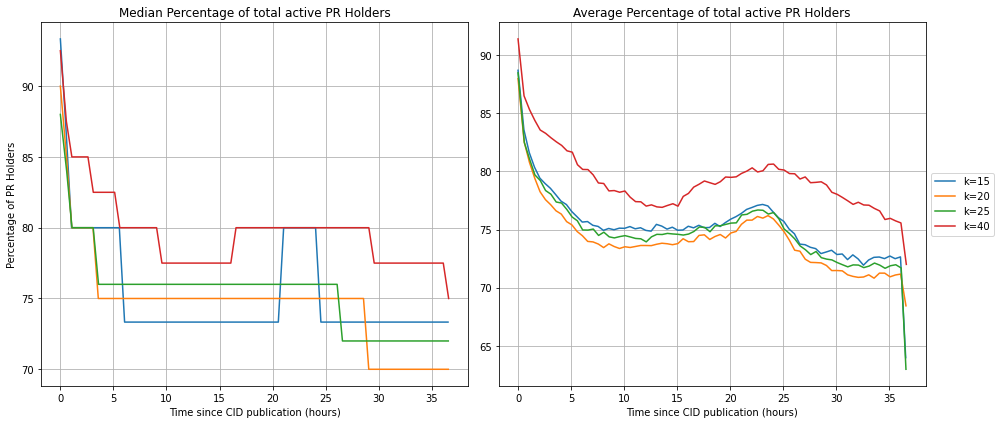 Median Percentage of total active PR Holders
Percentage of PR Holders
90
85
80
75
70
0 5 10 15 20 25 30 35
Time since CID publication (hours)
Average Percentage of total active PR Holders
90
85
80
75
70
65
0 5 10 15 20 25 30 35
Time since CID publication (hours)
k=15
k=20
k=25
k=40